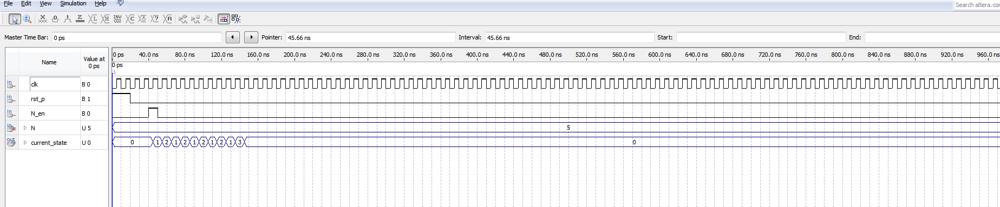 File Edit View Simulation Help
Search altera.co
Master Time Bar: 0 ps Pointer: 45.66 ns Interval: 45.66 ns Start: End:
Name Value at 0 ps
0 ps 40.0 ns 80.0 ns 120.0 ns 160.0 ns 200.0 ns 240.0 ns 280.0 ns 320.0 ns 360.0 ns 400.0 ns 440.0 ns 480.0 ns 520.0 ns 560.0 ns 600.0 ns 640.0 ns 680.0 ns 720.0 ns 760.0 ns 800.0 ns 840.0 ns 880.0 ns 920.0 ns 960.0 ns
0 ps
in clk B 0
in rst_p B 1
in N_en B 0
in N U 5 5
out current_state U 0 0 1 2 1 2 1 2 1 2 1 3 0